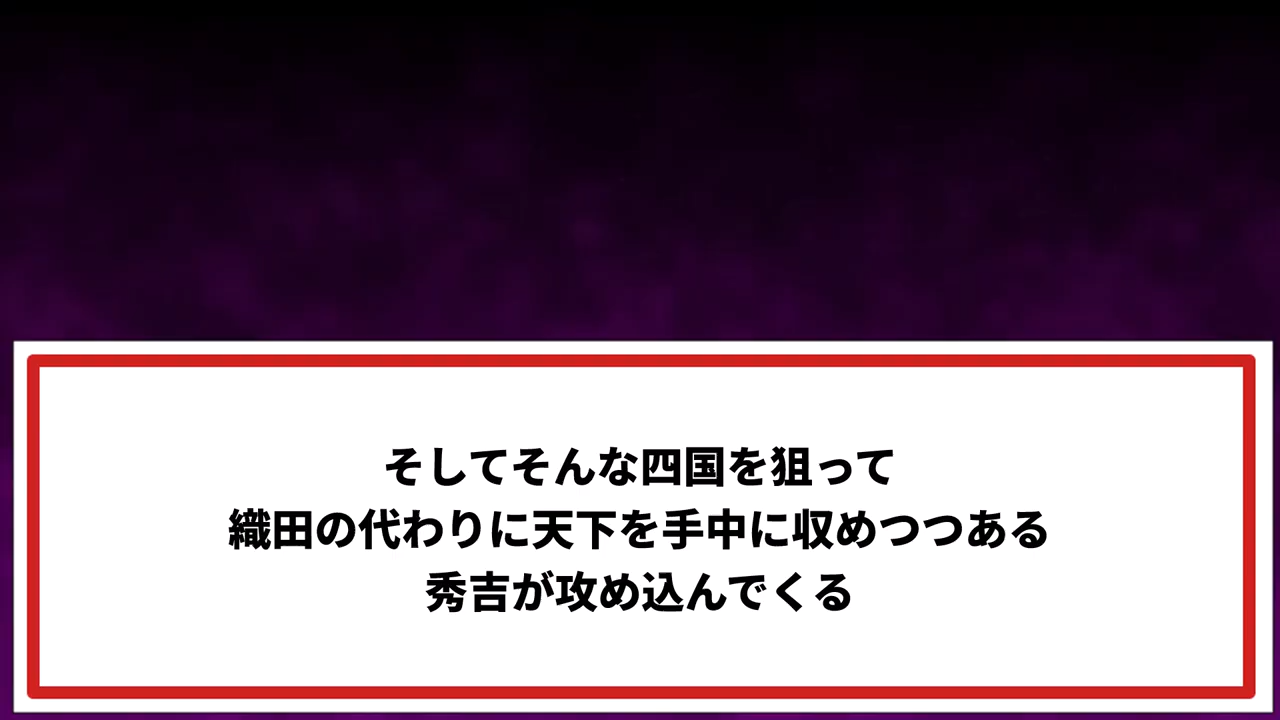 そしてそんな四国を狙って
織田の代わりに天下を手中に収めつつある
秀吉が攻め込んでくる